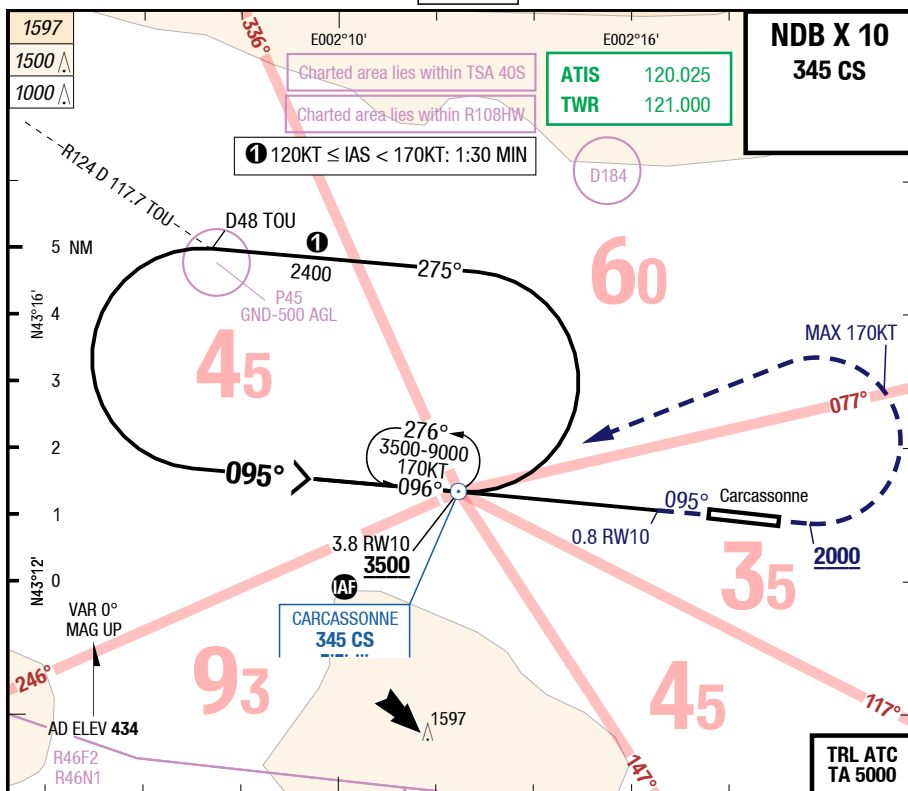 1597
1500
1000
336°
E002°10'
E002°16'
Charted area lies within TSA 40S
Charted area lies within R108HW
ATIS 120.025
TWR 121.000
NDB X 10
345 CS
1 120KT ≤ IAS < 170KT: 1:30 MIN
D184
R124 D 117.7 TOU
D48 TOU
5 NM
1
2400
275°
60
P45
GND-500 AGL
N43°16'
4
45
MAX 170KT
3
077°
276°
3500-9000
170KT
2
095°
096°
095°
Carcassonne
1
0.8 RW10
2000
3.8 RW10
3500
35
0
N43°12'
IAF
VAR 0°
MAG UP
CARCASSONNE
345 CS
246°
93
45
117°
1597
AD ELEV 434
R46F2
R46N1
147°
TRL ATC
TA 5000